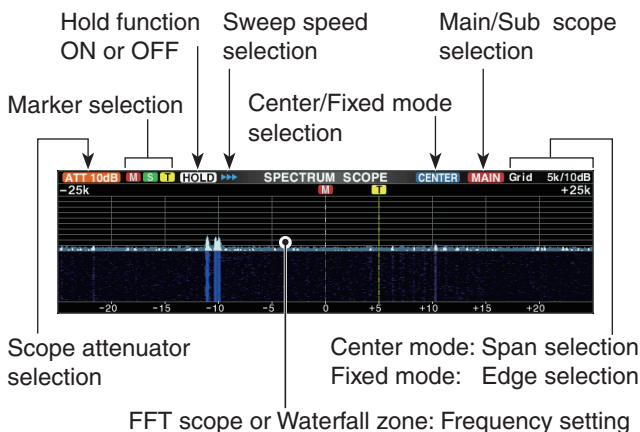 Hold function
ON or OFF
Sweep speed
selection
Main/Sub scope
selection
Marker selection
Center/Fixed mode
selection
ATT 10dB M S T HOLD SPECTRUM SCOPE CENTER MAIN Grid 5k/10dB
-25k M T +25k
-20 -15 -10 -5 0 +5 +10 +15 +20
Scope attenuator
selection
Center mode: Span selection
Fixed mode: Edge selection
FFT scope or Waterfall zone: Frequency setting